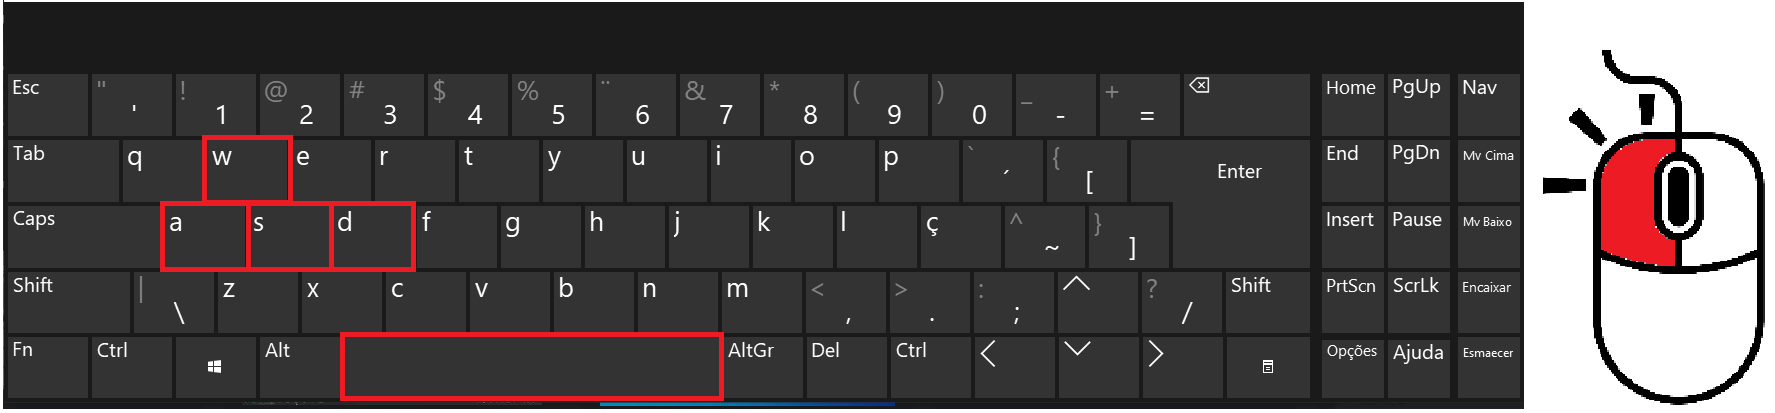 Esc " ' ! 1 @ 2 # 3 $ 4 % 5 ¨ 6 & 7 * 8 ( 9 ) 0 _ - + = Home PgUp Nav
Tab q w e r t y u i o p ` ´ { [ Enter End PgDn Mv Cima
Caps a s d f g h j k l ç ^ ~ } ] Insert Pause Mv Baixo
Shift | \ z x c v b n m < , > . : ; ? / Shift PrtScn ScrLk Encaixar
Fn Ctrl Alt AltGr Del Ctrl Opções Ajuda Esmaecer